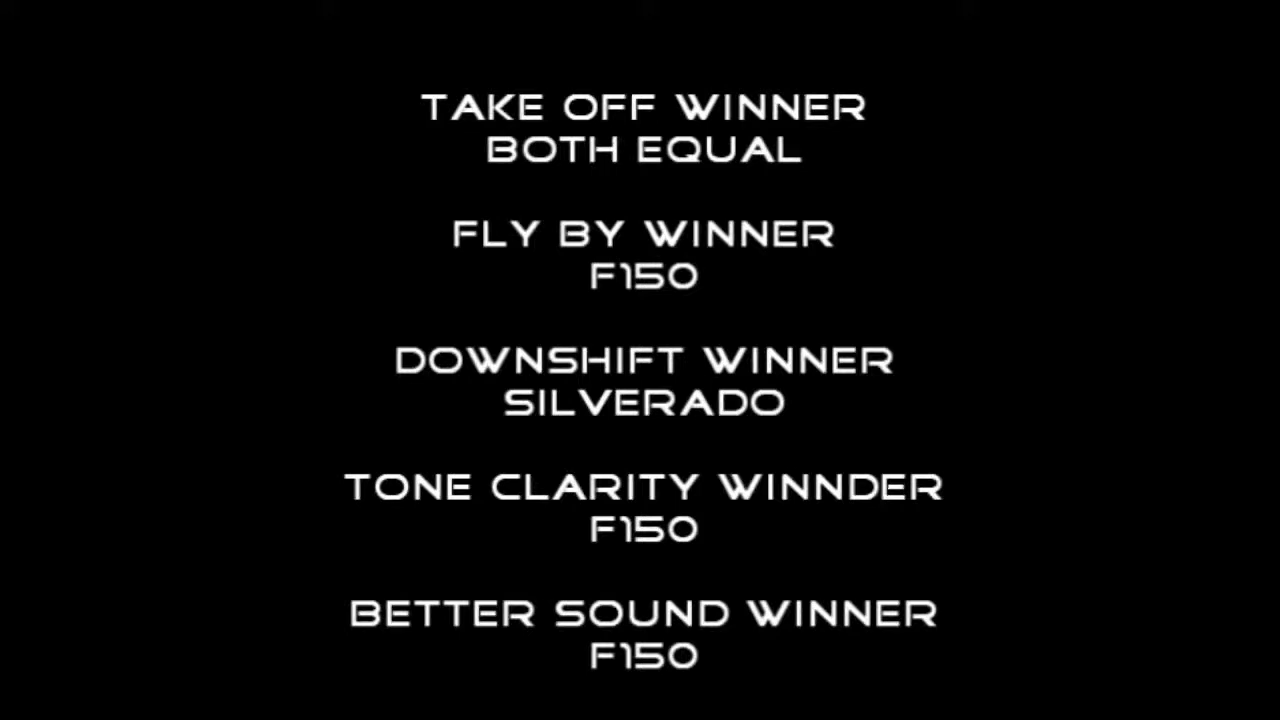 TAKE OFF WINNER
BOTH EQUAL
FLY BY WINNER
F150
DOWNSHIFT WINNER
SILVERADO
TONE CLARITY WINNDER
F150
BETTER SOUND WINNER
F150